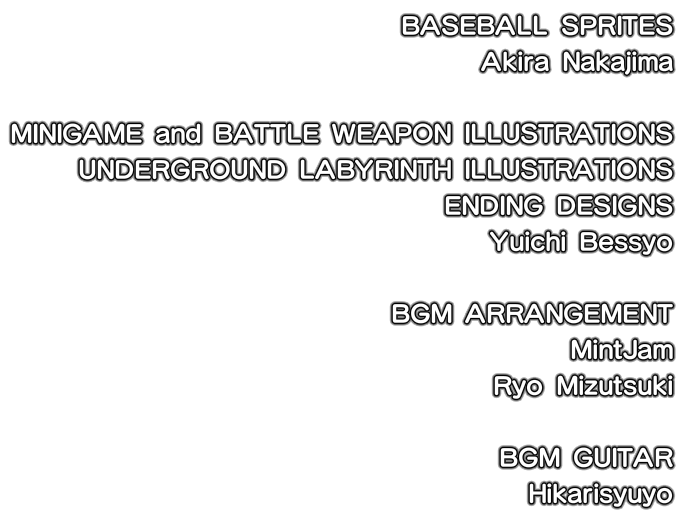 BASEBALL SPRITES
Akira Nakajima
MINIGAME and BATTLE WEAPON ILLUSTRATIONS
UNDERGROUND LABYRINTH ILLUSTRATIONS
ENDING DESIGNS
Yuichi Bessyo
BGM ARRANGEMENT
MintJam
Ryo Mizutsuki
BGM GUITAR
Hikarisyuyo